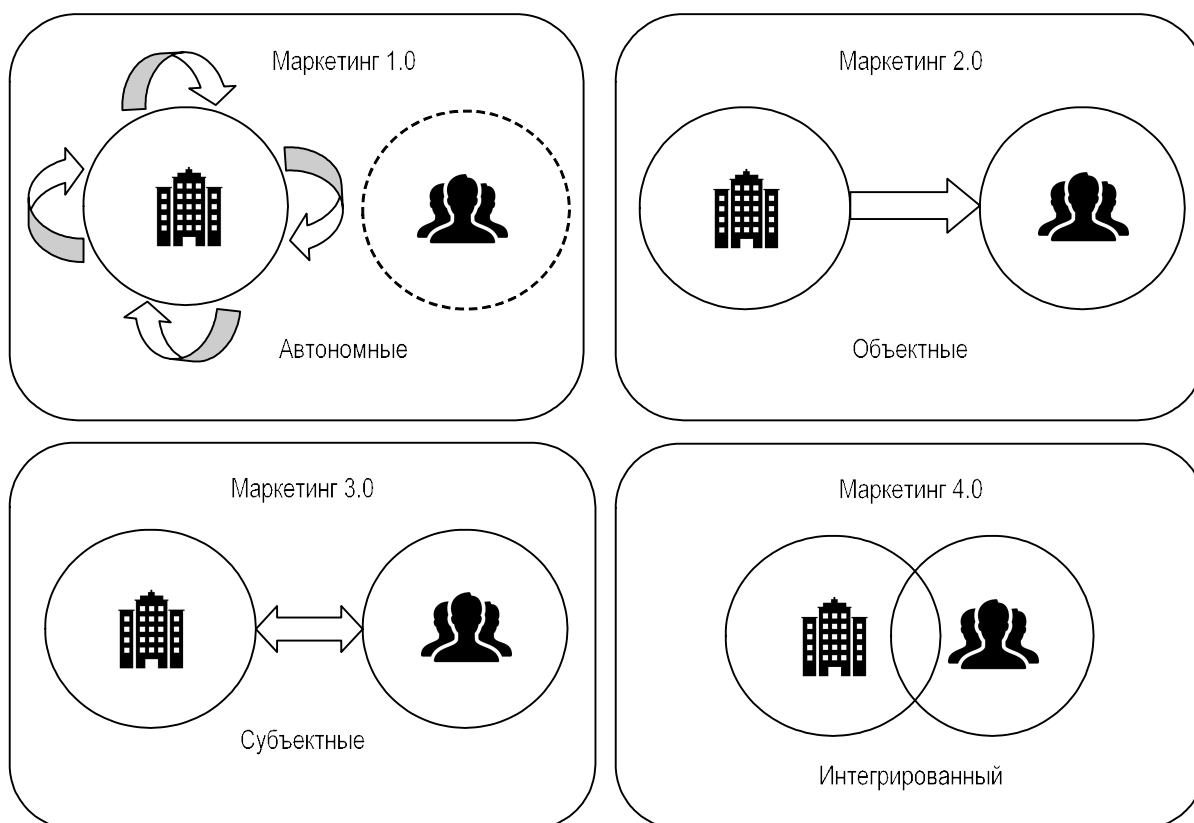 Маркетинг 1.0
Автономные
Маркетинг 2.0
Объектные
Маркетинг 3.0
Субъектные
Маркетинг 4.0
Интегрированный